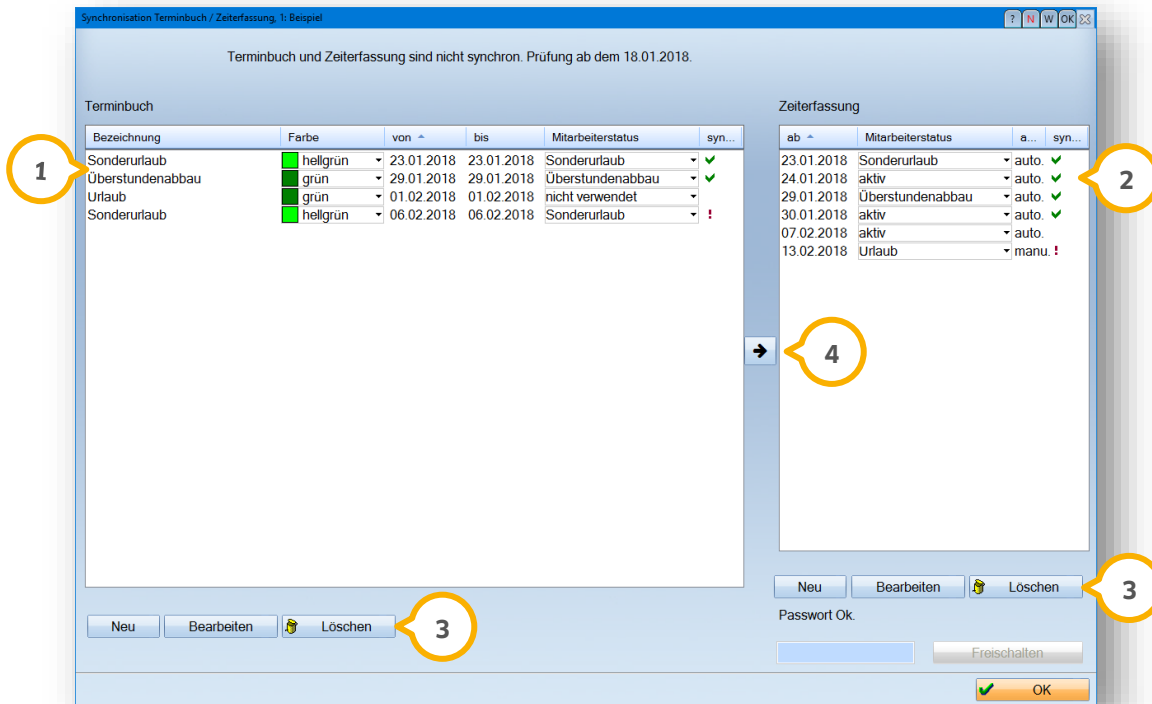 Synchronisation Terminbuch / Zeiterfassung, 1: Beispiel ? N W OK
Terminbuch und Zeiterfassung sind nicht synchron. Prüfung ab dem 18.01.2018.
Terminbuch
Bezeichnung Farbe von bis Mitarbeiterstatus syn...
Sonderurlaub hellgrün 23.01.2018 23.01.2018 Sonderurlaub
Überstundenabbau grün 29.01.2018 29.01.2018 Überstundenabbau
Urlaub grün 01.02.2018 01.02.2018 nicht verwendet
Sonderurlaub hellgrün 06.02.2018 06.02.2018 Sonderurlaub !
1
Neu Bearbeiten Löschen
3
4
Zeiterfassung
ab Mitarbeiterstatus a... syn...
23.01.2018 Sonderurlaub auto.
24.01.2018 aktiv auto.
29.01.2018 Überstundenabbau auto.
30.01.2018 aktiv auto.
07.02.2018 aktiv auto.
13.02.2018 Urlaub manu. !
2
Neu Bearbeiten Löschen
3
Passwort Ok.
Freischalten
OK